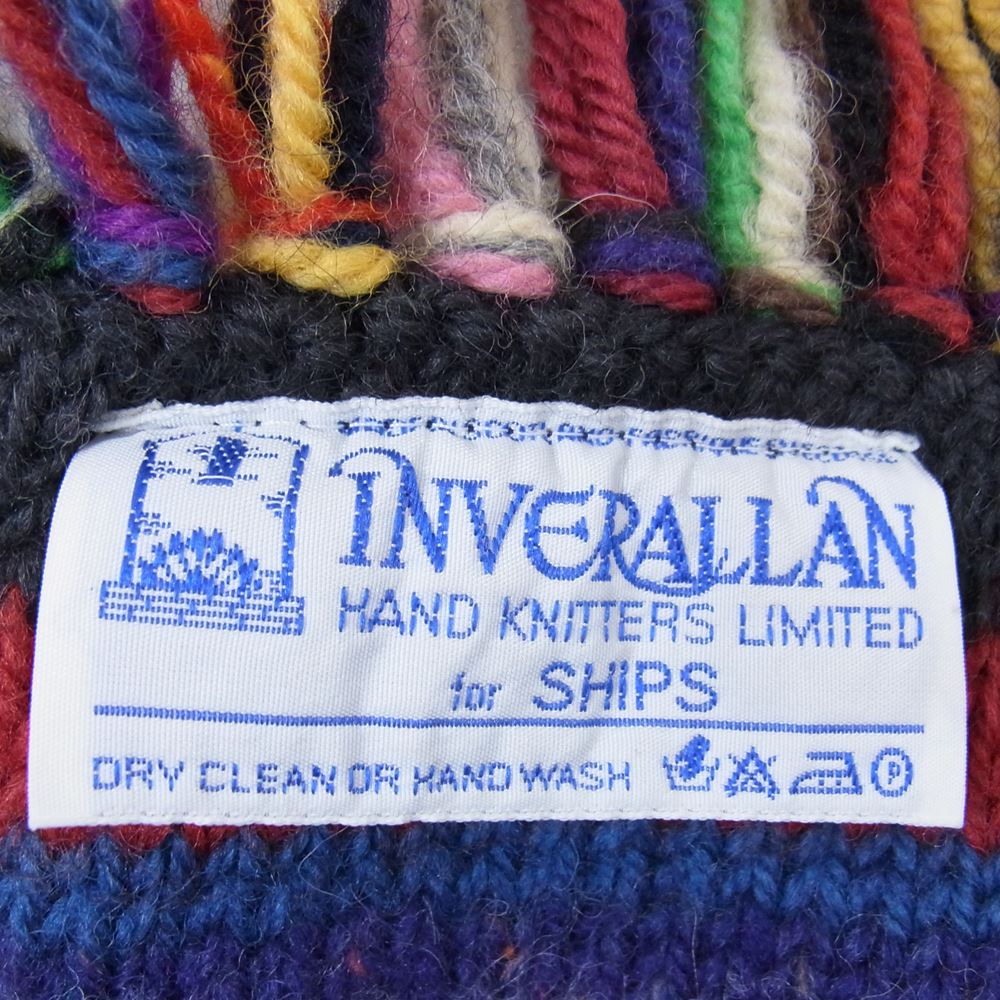 INVERALLAN
HAND KNITTERS LIMITED
for SHIPS
DRY CLEAN OR HAND WASH P